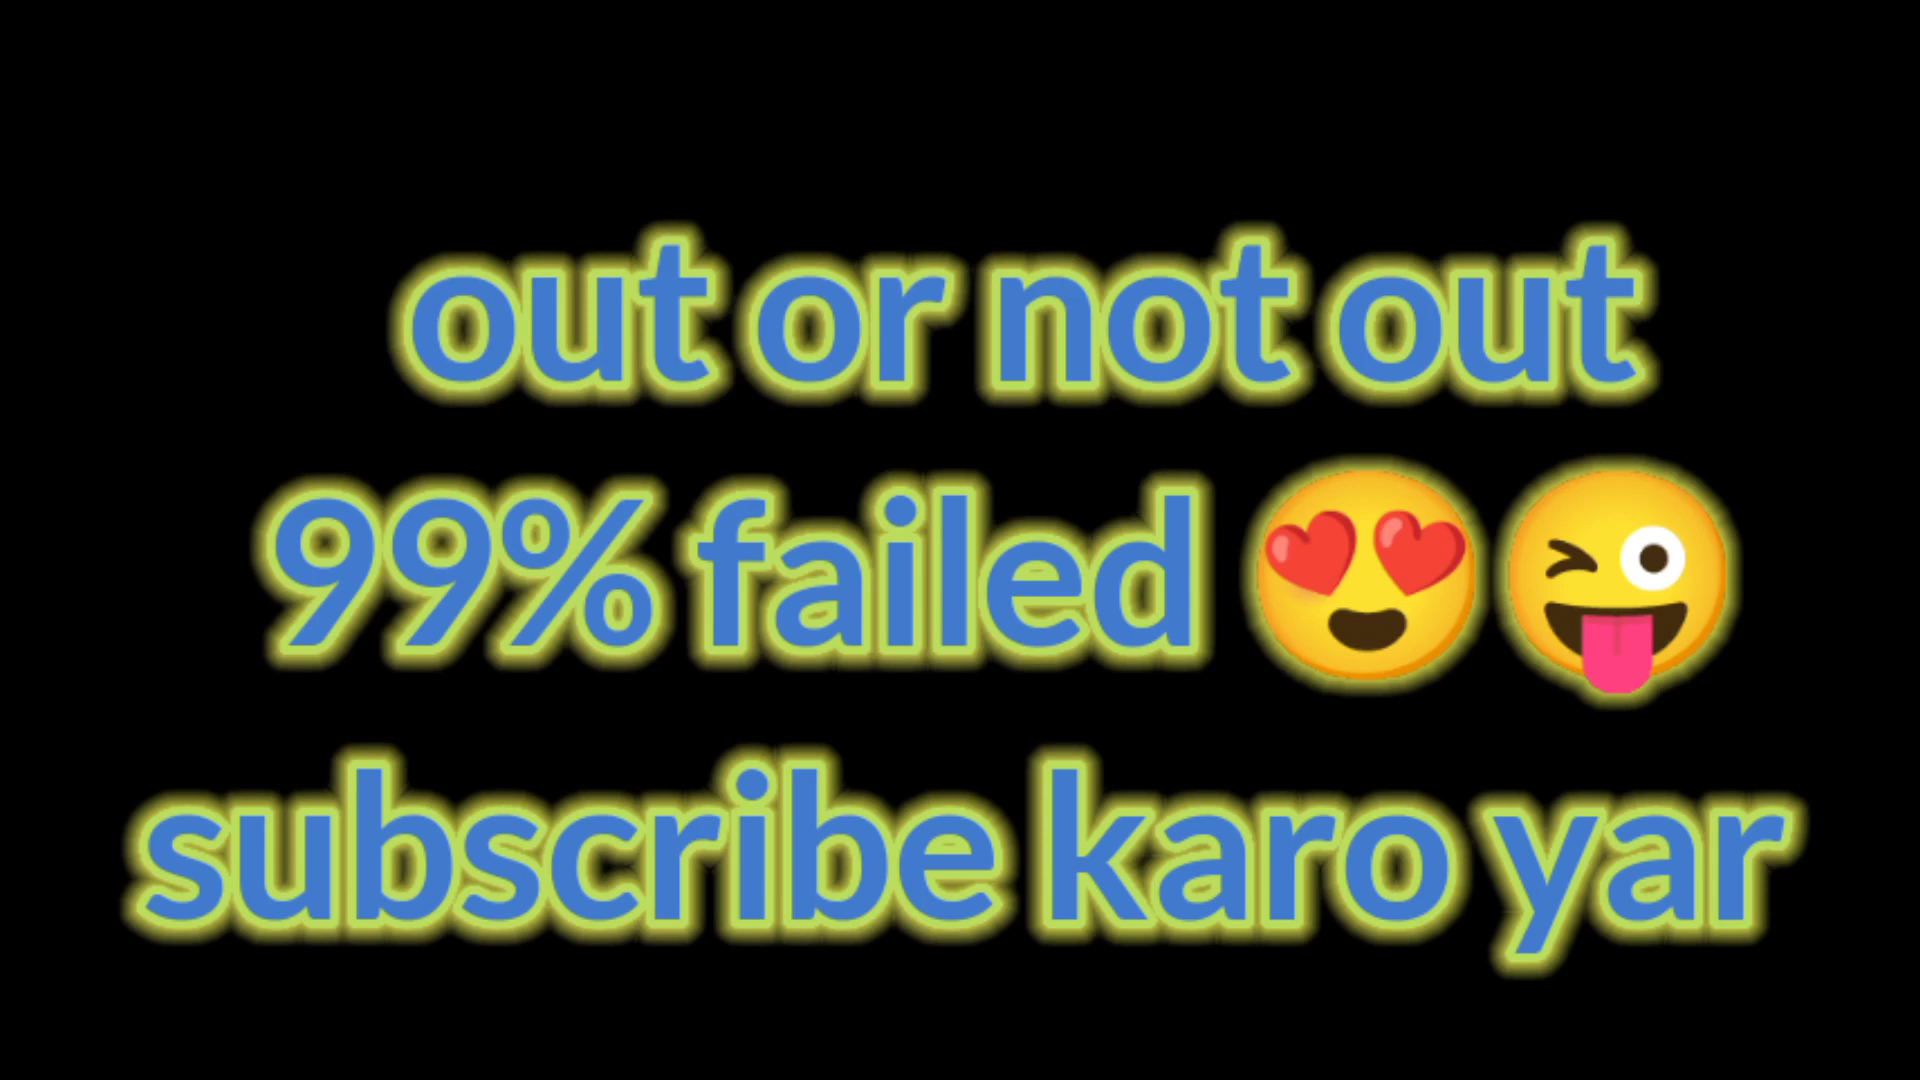 out or not out
99% failed 😍😜
subscribe karo yar